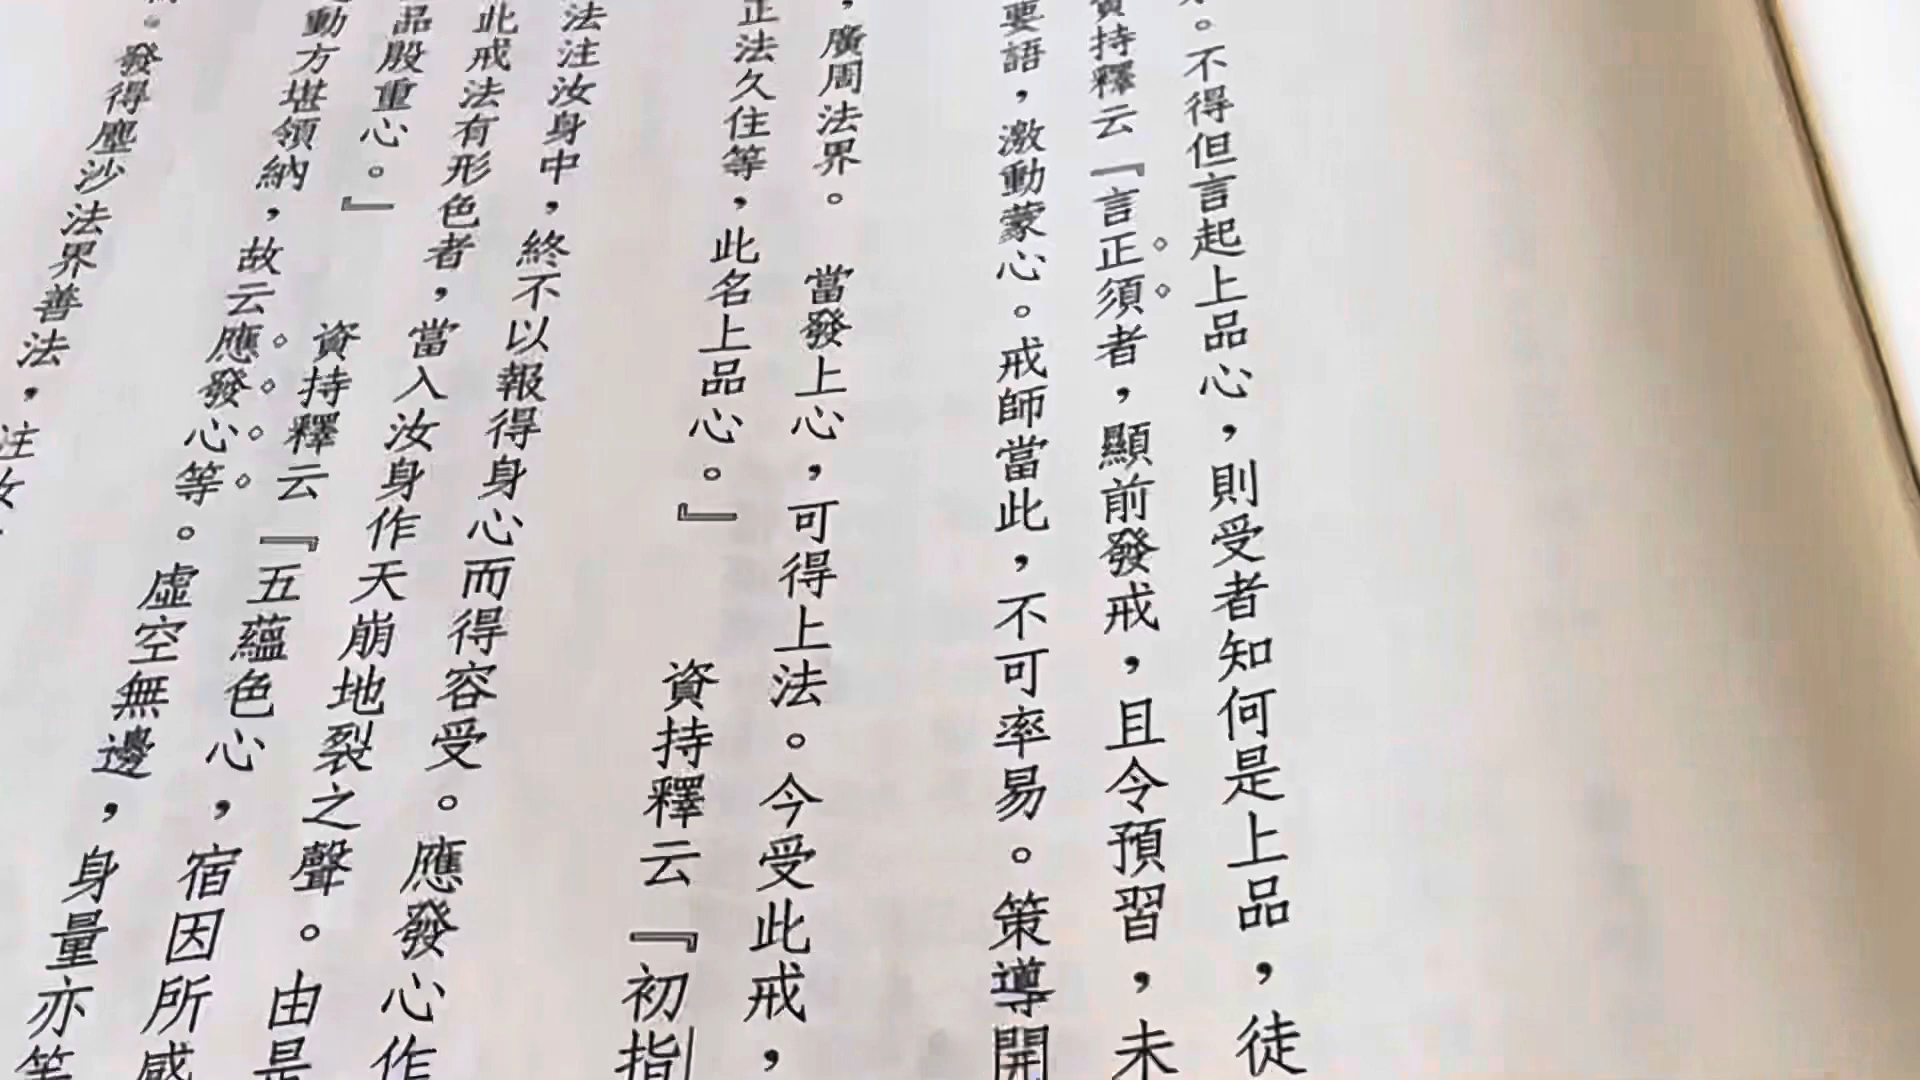 。不得但言起上品心，則受者知何是上品，徒
資持釋云『言正須者，顯前發戒，且令預習，未
要語，激動蒙心。戒師當此，不可率易。策導開
，廣周法界。　當發上心，可得上法。今受此戒，
正法久住等，此名上品心。』　　資持釋云『初指
法注汝身中，終不以報得身心而得容受。應發心作
此戒法有形色者，當入汝身作天崩地裂之聲。由是
品殷重心。』　　資持釋云『五蘊色心，宿因所感
動方堪領納，故云應發心等。虛空無邊，身量亦等
。發得塵沙法界善法，注汝